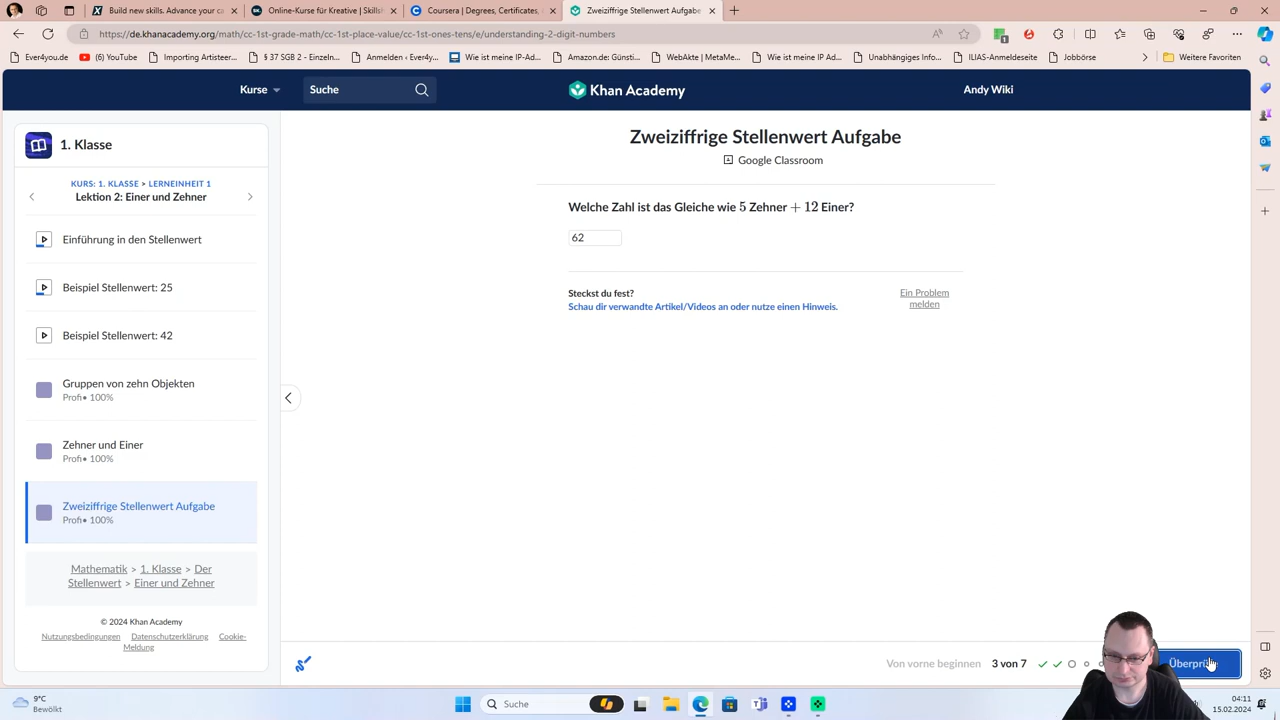 Build new skills. Advance your ca
Online-Kurse für Kreative | Skills
Coursera | Degrees, Certificates,
Zweiziffrige Stellenwert Aufgabe
https://de.khanacademy.org/math/cc-1st-grade-math/cc-1st-place-value/cc-1st-ones-tens/e/understanding-2-digit-numbers
Ever4you.de
(6) YouTube
Importing Artisteer...
§ 37 SGB 2 - Einzeln...
Anmelden ‹ Ever4y...
Wie ist meine IP-Ad...
Amazon.de: Günsti...
WebAkte | MetaMe...
Wie ist meine IP Ad...
Unabhängiges Info...
ILIAS-Assessment
Jobbörse
Weitere Favoriten
Kurse
Suche
Khan Academy
Andy Wiki
1. Klasse
KURS: 1. KLASSE > LERNEINHEIT 1
Lektion 2: Einer und Zehner
Einführung in den Stellenwert
Beispiel Stellenwert: 25
Beispiel Stellenwert: 42
Gruppen von zehn Objekten
Profi• 100%
Zehner und Einer
Profi• 100%
Zweiziffrige Stellenwert Aufgabe
Profi• 100%
Mathematik > 1. Klasse > Der
Stellenwert > Einer und Zehner
© 2024 Khan Academy
Nutzungsbedingungen Datenschutzerklärung Cookie-
Meldung
Zweiziffrige Stellenwert Aufgabe
Google Classroom
Welche Zahl ist das Gleiche wie 5 Zehner + 12 Einer?
62
Steckst du fest?
Schau dir verwandte Artikel/Videos an oder nutze einen Hinweis.
Ein Problem
melden
Von vorne beginnen
3 von 7
9°C
Bewölkt
Suche
04:11
15.02.2024